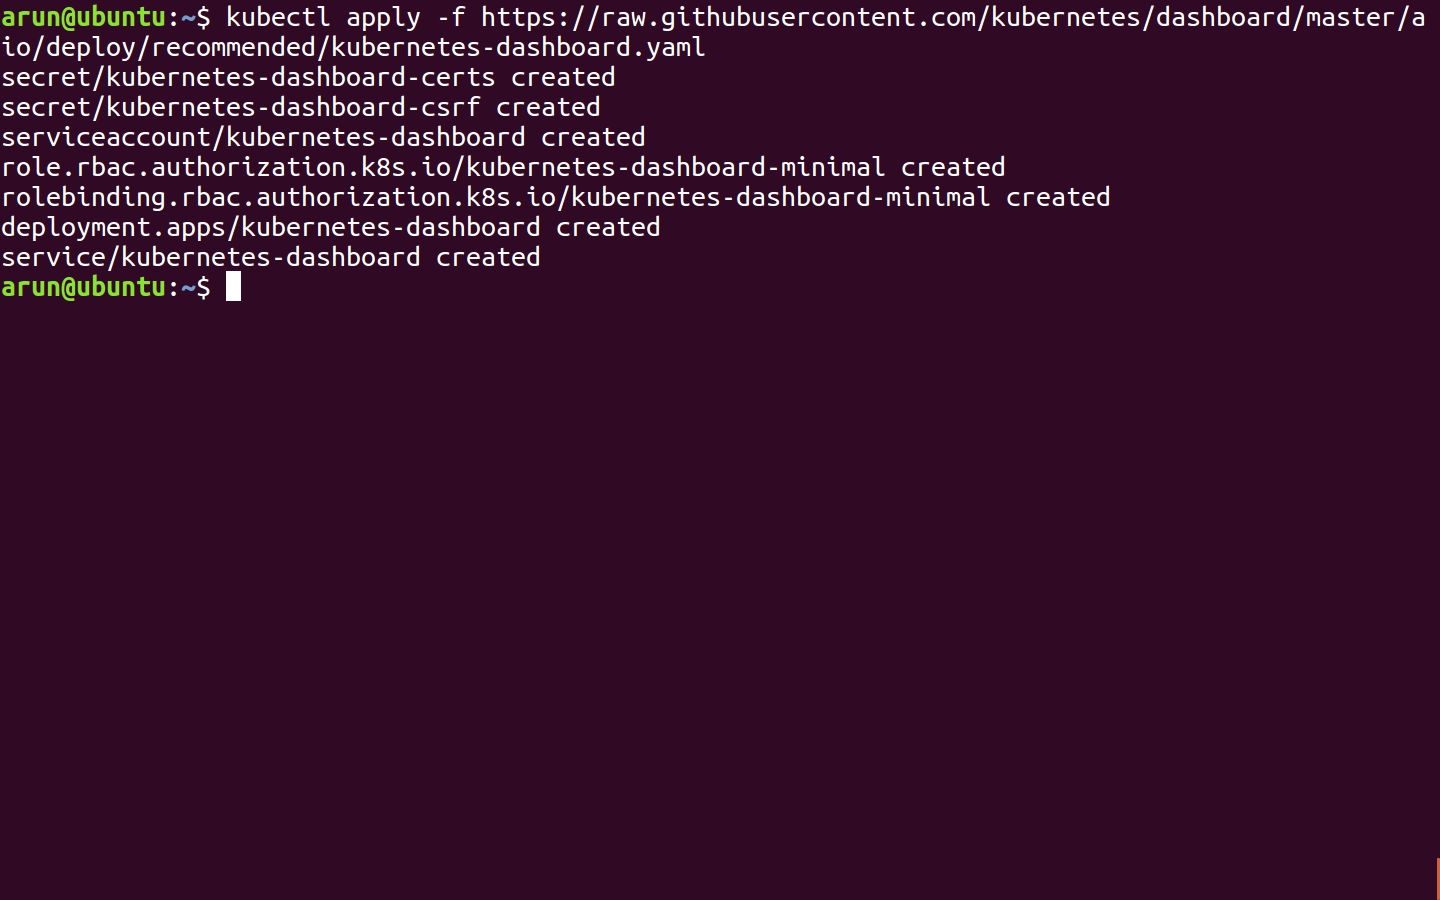 arun@ubuntu:~$ kubectl apply -f https://raw.githubusercontent.com/kubernetes/dashboard/master/a
io/deploy/recommended/kubernetes-dashboard.yaml
secret/kubernetes-dashboard-certs created
secret/kubernetes-dashboard-csrf created
serviceaccount/kubernetes-dashboard created
role.rbac.authorization.k8s.io/kubernetes-dashboard-minimal created
rolebinding.rbac.authorization.k8s.io/kubernetes-dashboard-minimal created
deployment.apps/kubernetes-dashboard created
service/kubernetes-dashboard created
arun@ubuntu:~$